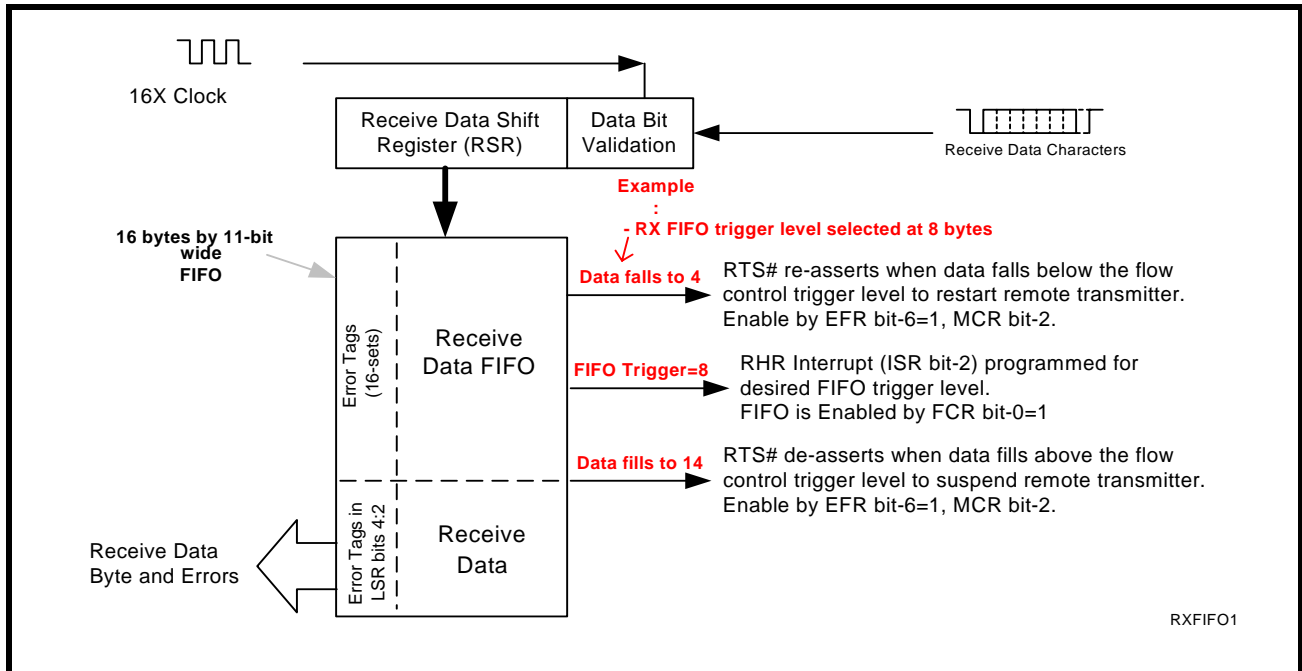 16X Clock
Receive Data Shift
Register (RSR)
Data Bit
Validation
Receive Data Characters
Example
:
- RX FIFO trigger level selected at 8 bytes
16 bytes by 11-bit
wide
FIFO
Data falls to 4
RTS# re-asserts when data falls below the flow
control trigger level to restart remote transmitter.
Enable by EFR bit-6=1, MCR bit-2.
Error Tags
(16-sets)
Receive
Data FIFO
FIFO Trigger=8
RHR Interrupt (ISR bit-2) programmed for
desired FIFO trigger level.
FIFO is Enabled by FCR bit-0=1
Data fills to 14
RTS# de-asserts when data fills above the flow
control trigger level to suspend remote transmitter.
Enable by EFR bit-6=1, MCR bit-2.
Error Tags in
LSR bits 4:2
Receive
Data
Receive Data
Byte and Errors
RXFIFO1